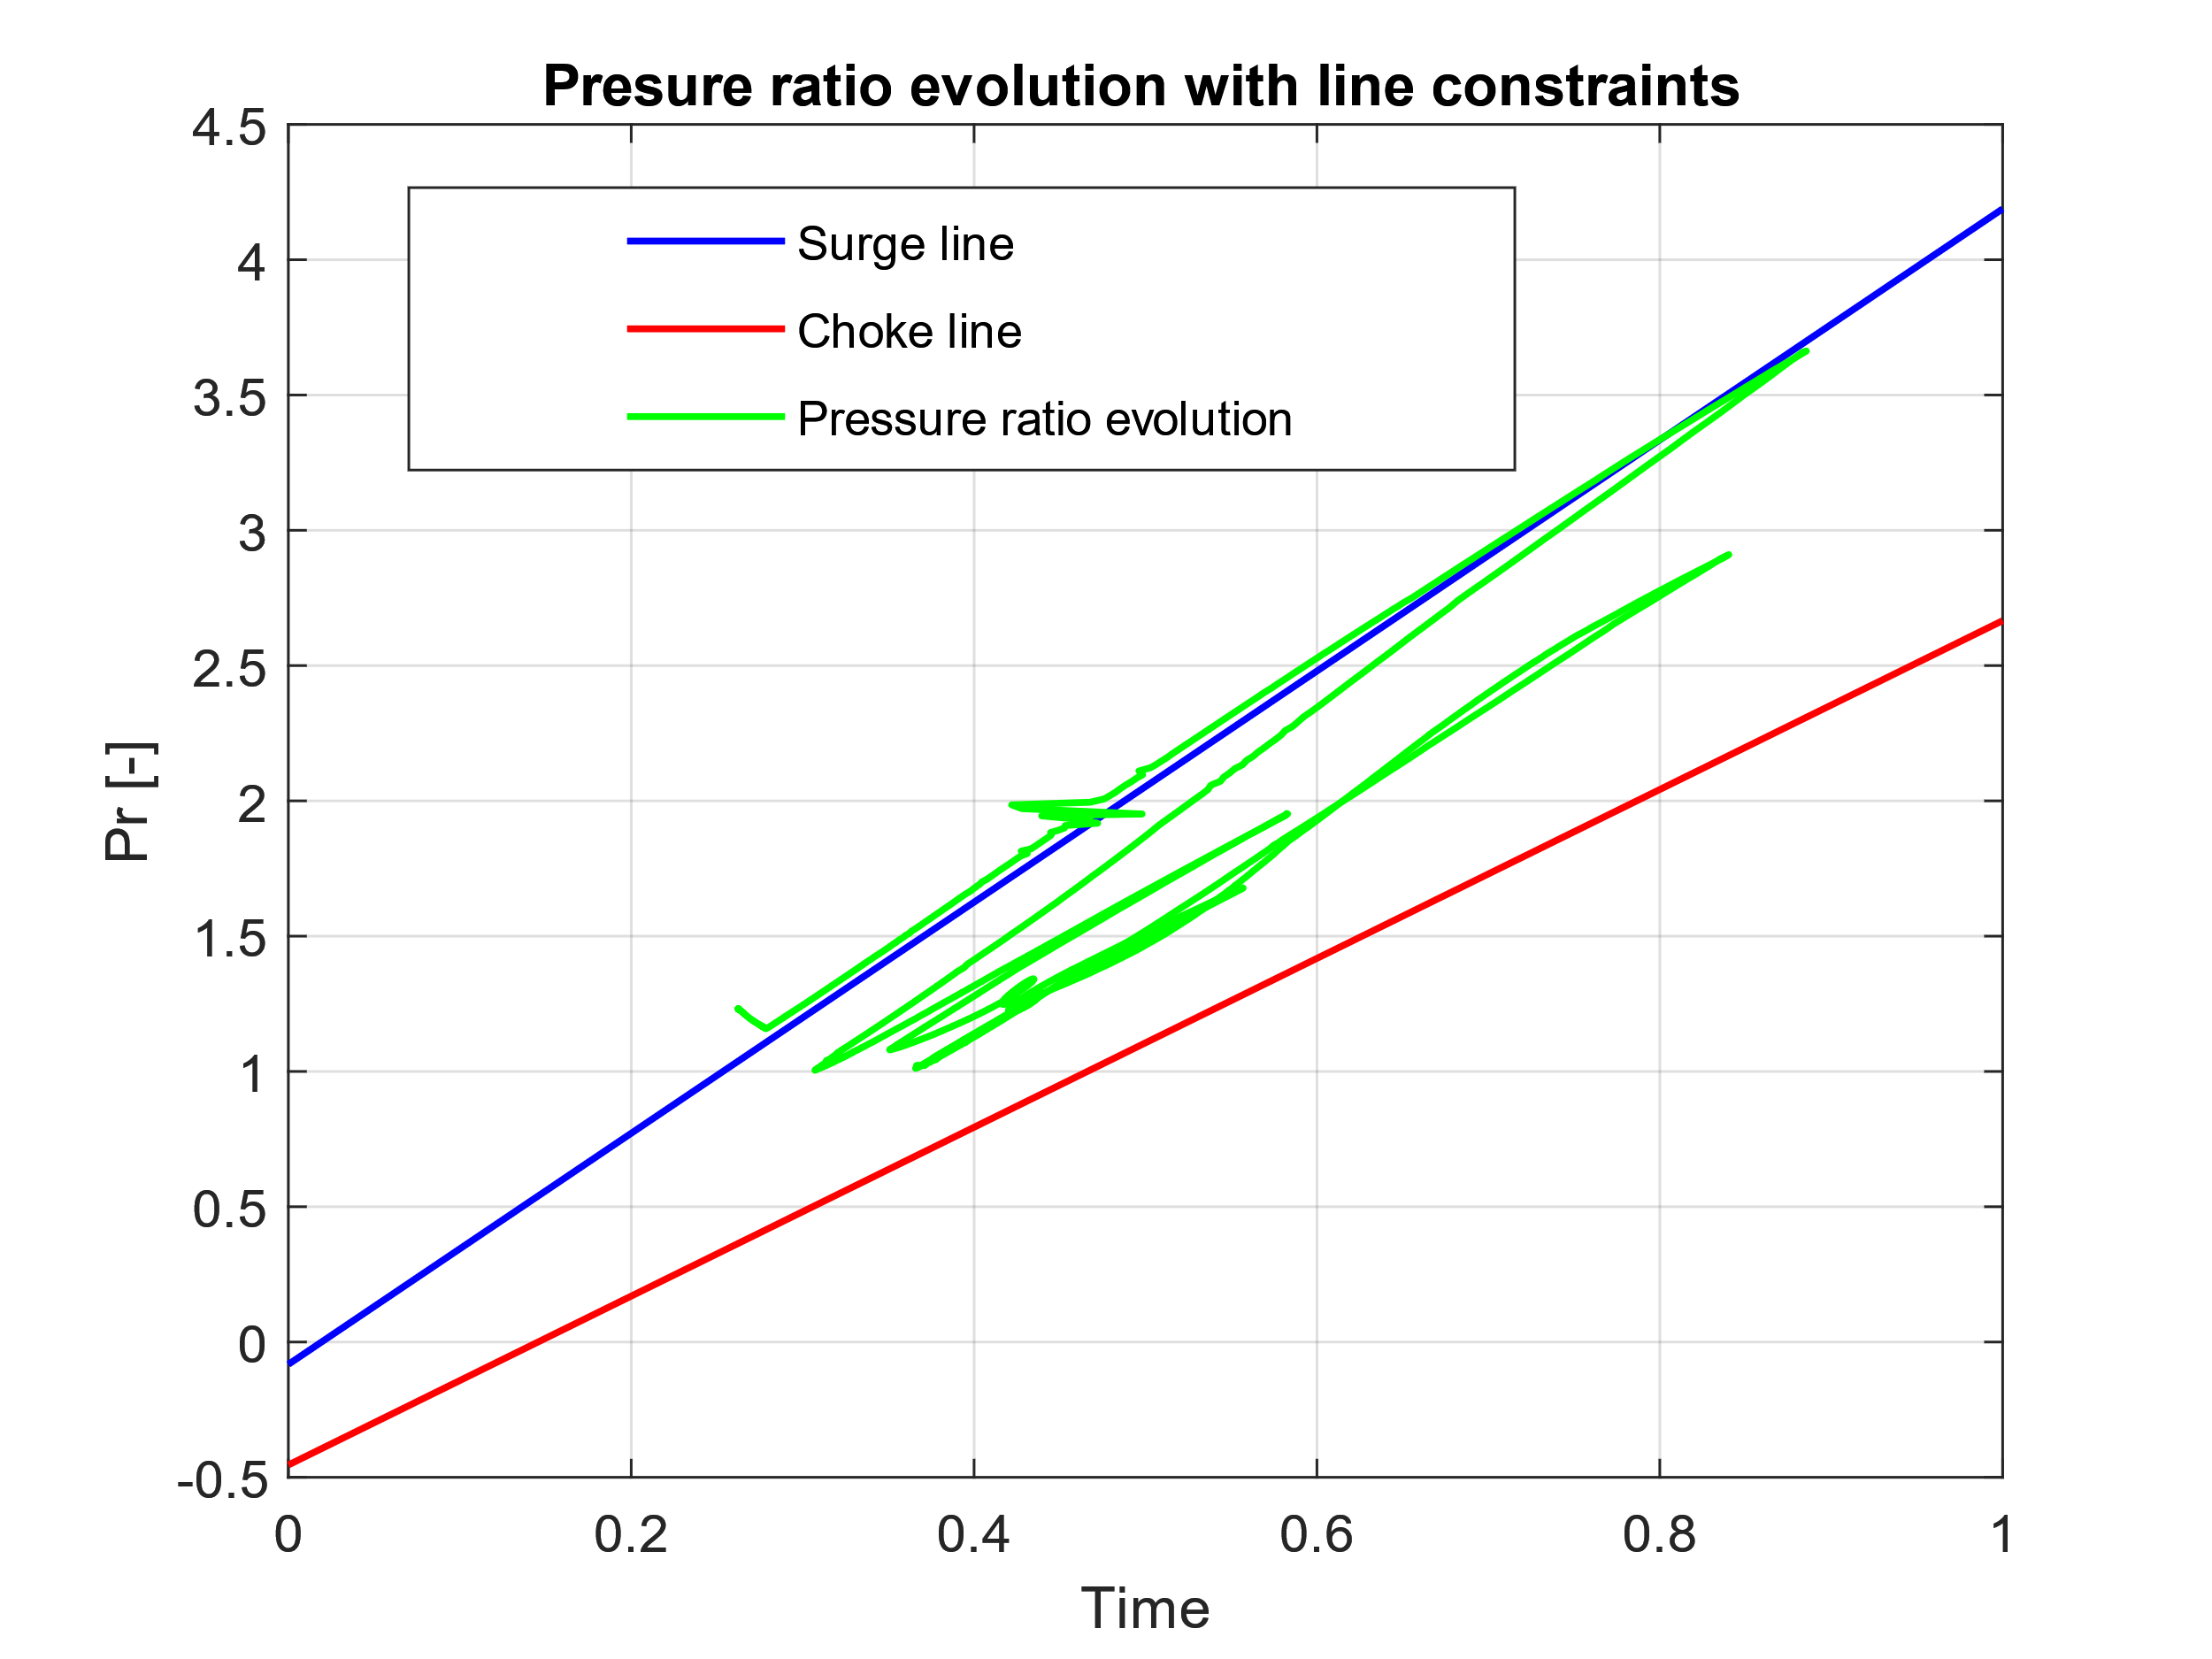 Presure ratio evolution with line constraints
4.5
4
3.5
3
2.5
2
1.5
1
0.5
0
-0.5
Pr [-]
Surge line
Choke line
Pressure ratio evolution
0 0.2 0.4 0.6 0.8 1
Time